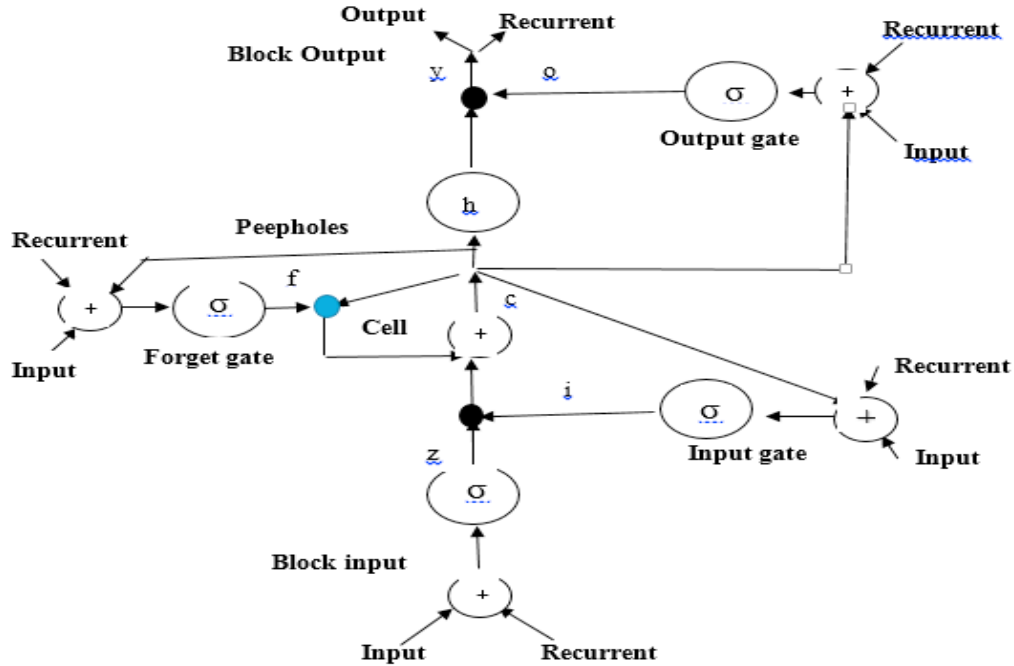 Output
Recurrent
Block Output
y
o
σ
+
Recurrent
Output gate
Input
h
Peepholes
Recurrent
f
+
σ
Cell
c
+
Input
Forget gate
i
Recurrent
σ
+
Input gate
Input
z
σ
Block input
+
Input
Recurrent